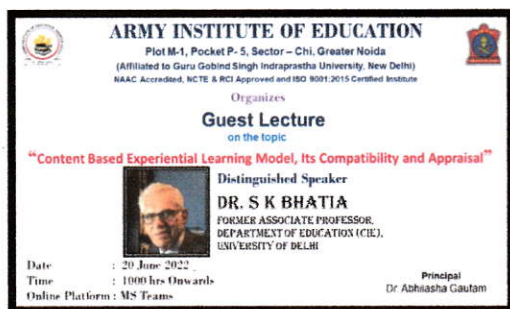 ARMY INSTITUTE OF EDUCATION
Plot M-1, Pocket P- 5, Sector – Chi, Greater Noida
(Affiliated to Guru Gobind Singh Indraprastha University, New Delhi)
NAAC Accredited, NCTE & RCI Approved and ISO 9001:2015 Certified Institute
Organizes
Guest Lecture
on the topic
“Content Based Experiential Learning Model, Its Compatibility and Appraisal”
Distinguished Speaker
DR. S K BHATIA
FORMER ASSOCIATE PROFESSOR,
DEPARTMENT OF EDUCATION (CIE),
UNIVERSITY OF DELHI
Date : 20 June 2022
Time : 1000 hrs Onwards
Online Platform : MS Teams
Principal
Dr Abhilasha Gautam